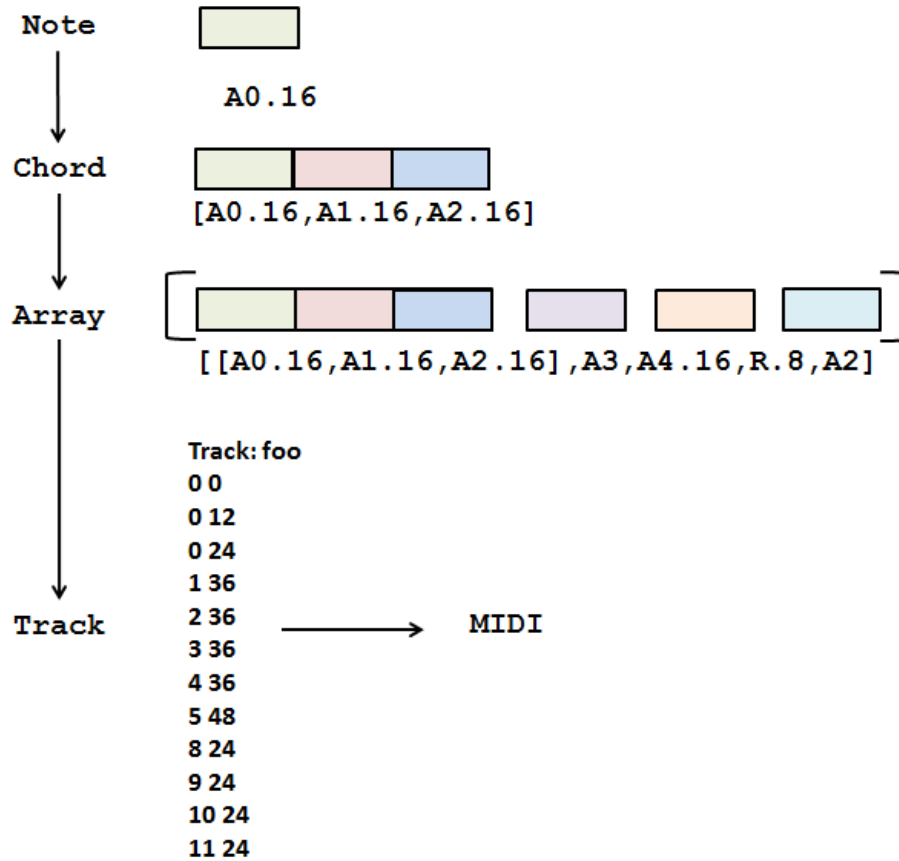 Note
A0.16
Chord
[A0.16,A1.16,A2.16]
Array
[[A0.16,A1.16,A2.16],A3,A4.16,R.8,A2]
Track: foo
0 0
0 12
0 24
1 36
2 36
Track
MIDI
3 36
4 36
5 48
8 24
9 24
10 24
11 24